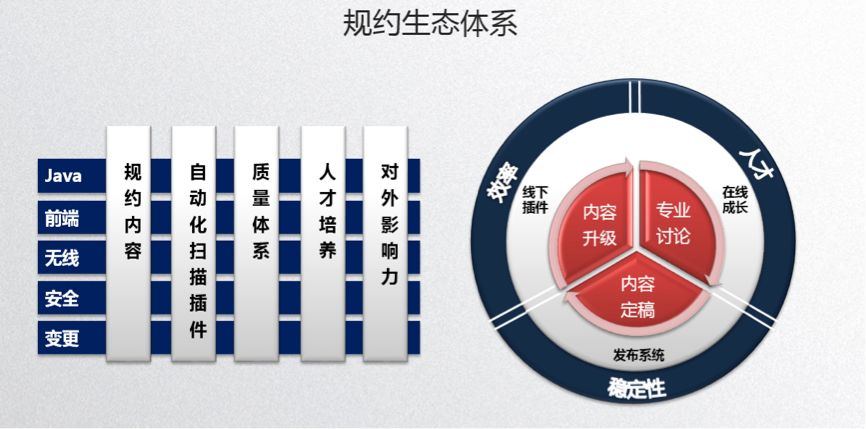 规约生态体系
Java
前端
无线
安全
变更
规约内容
自动化扫描插件
质量体系
人才培养
对外影响力
效率
人才
稳定性
线下
插件
在线
成长
发布系统
内容
升级
专业
讨论
内容
定稿